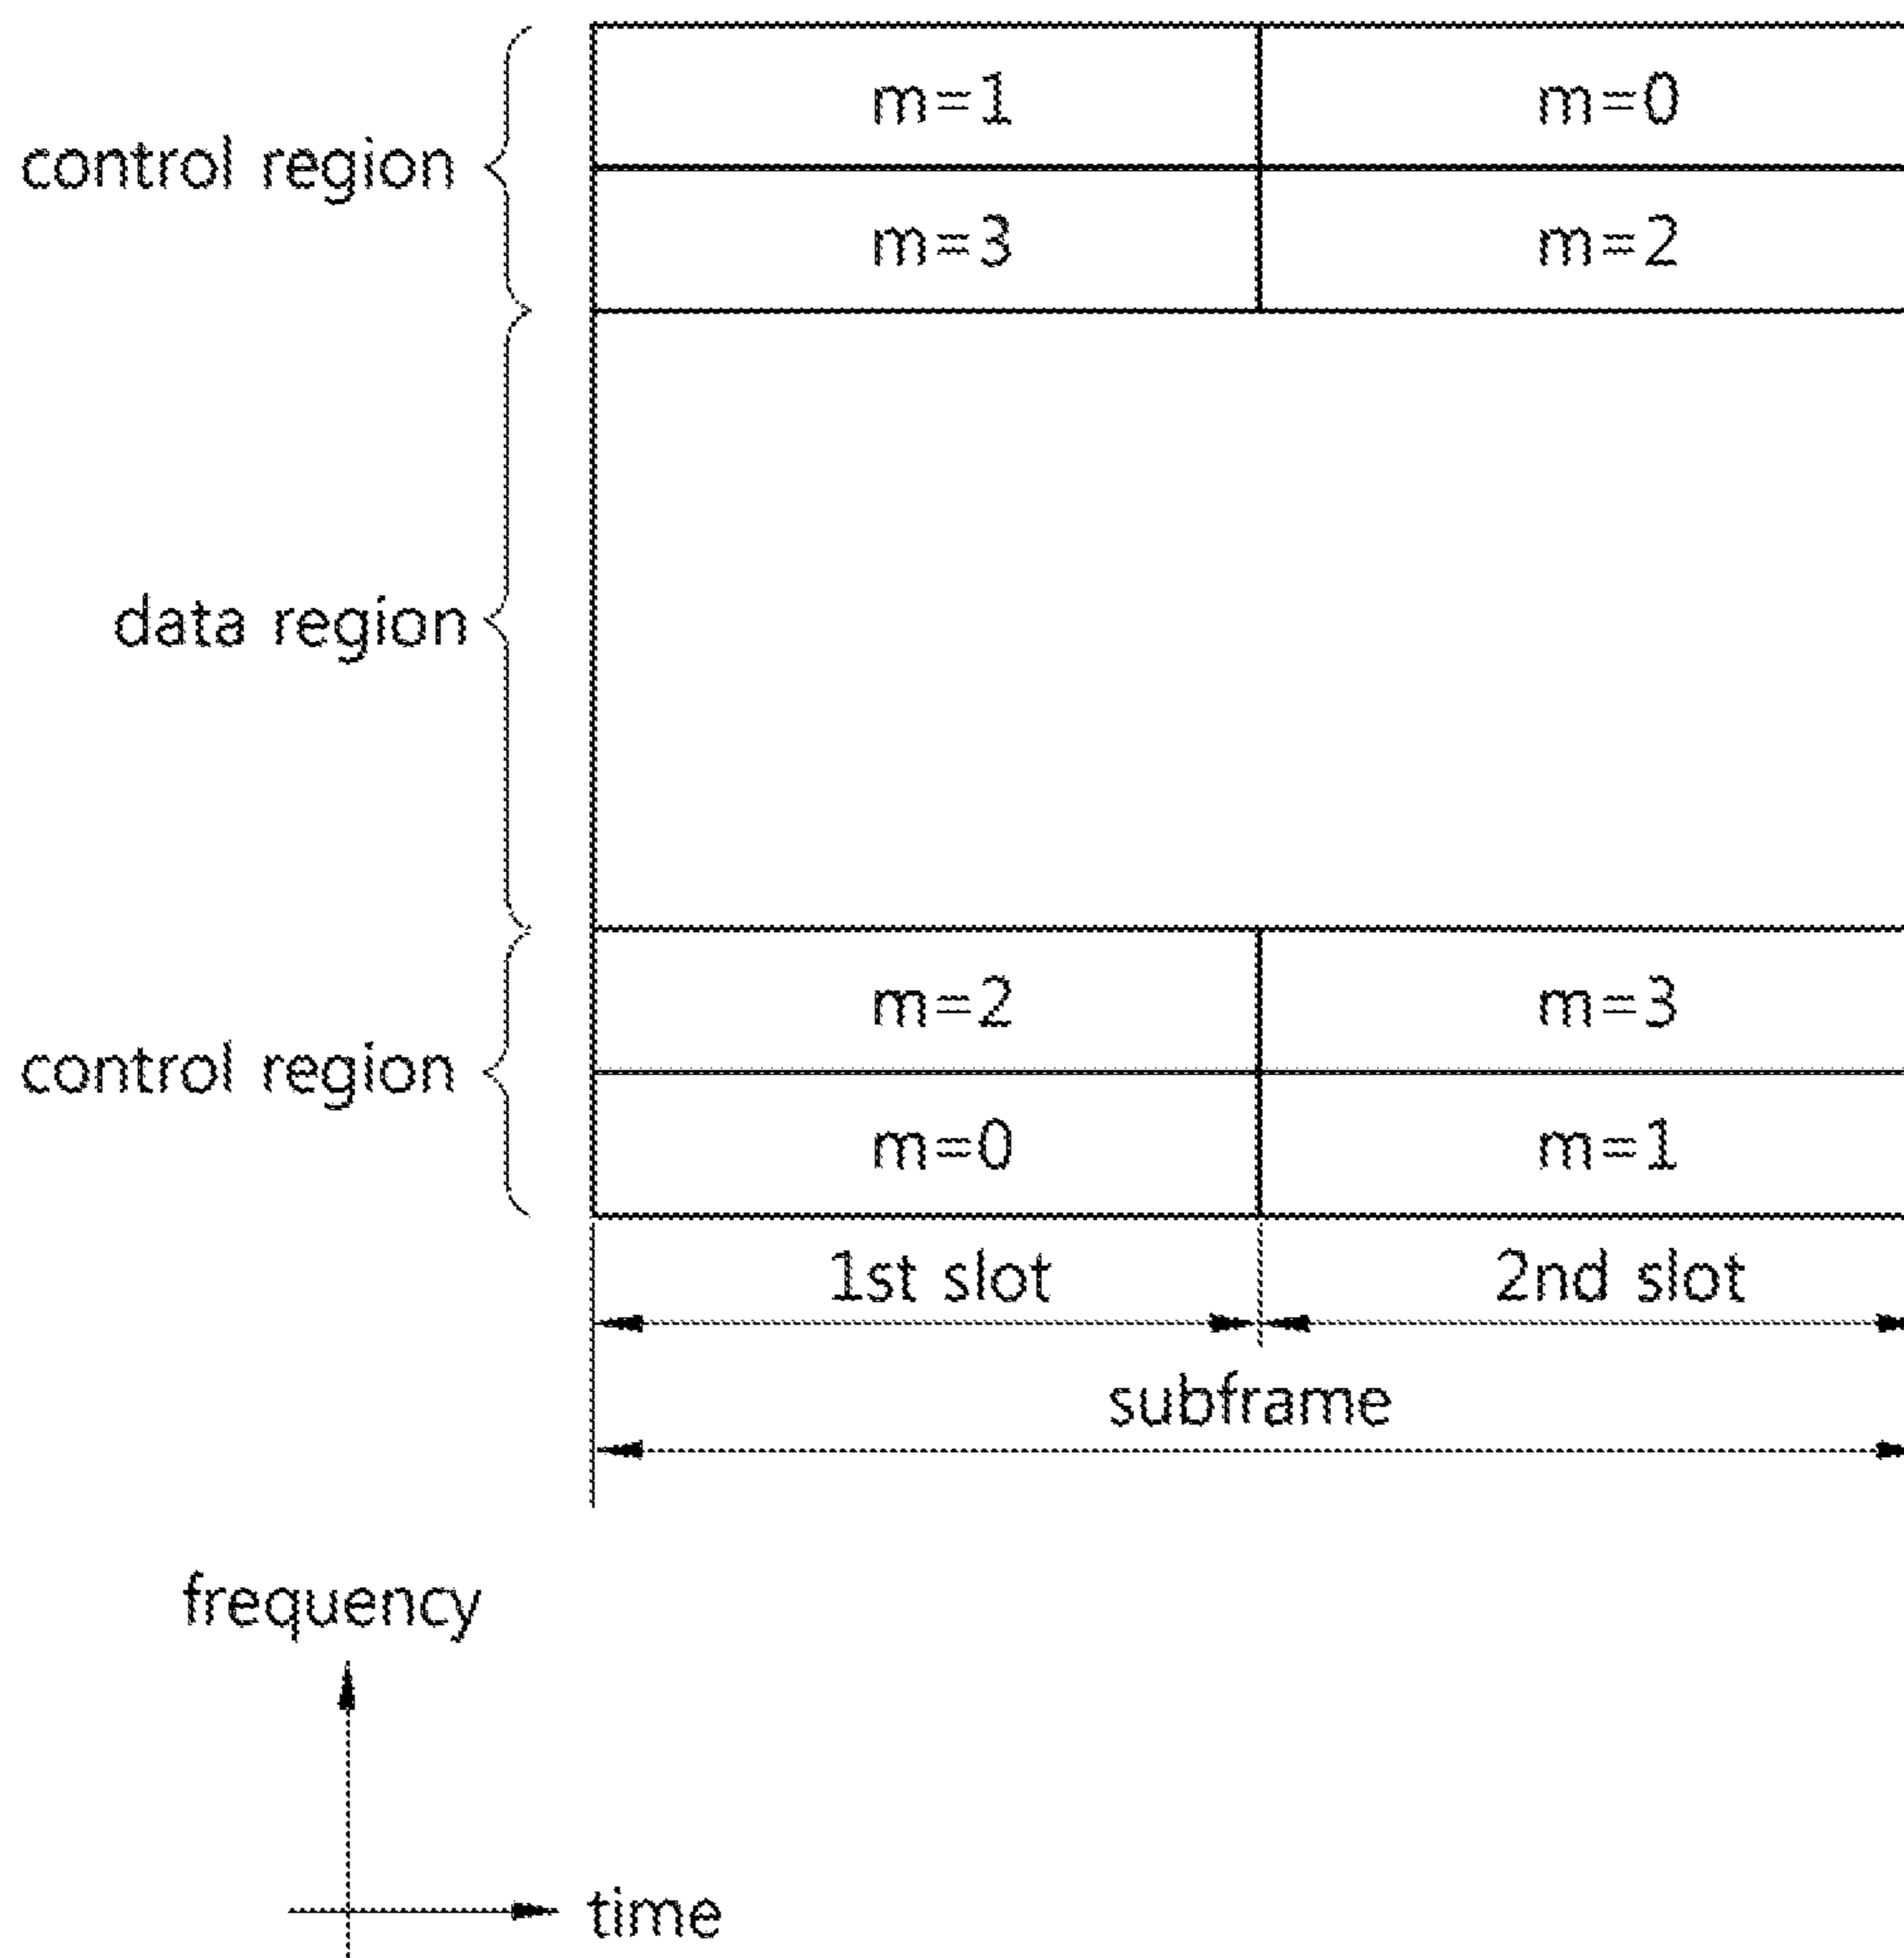 m=1 m=0
control region
m=3 m=2
data region
m=2 m=3
control region
m=0 m=1
1st slot 2nd slot
subframe
frequency
time